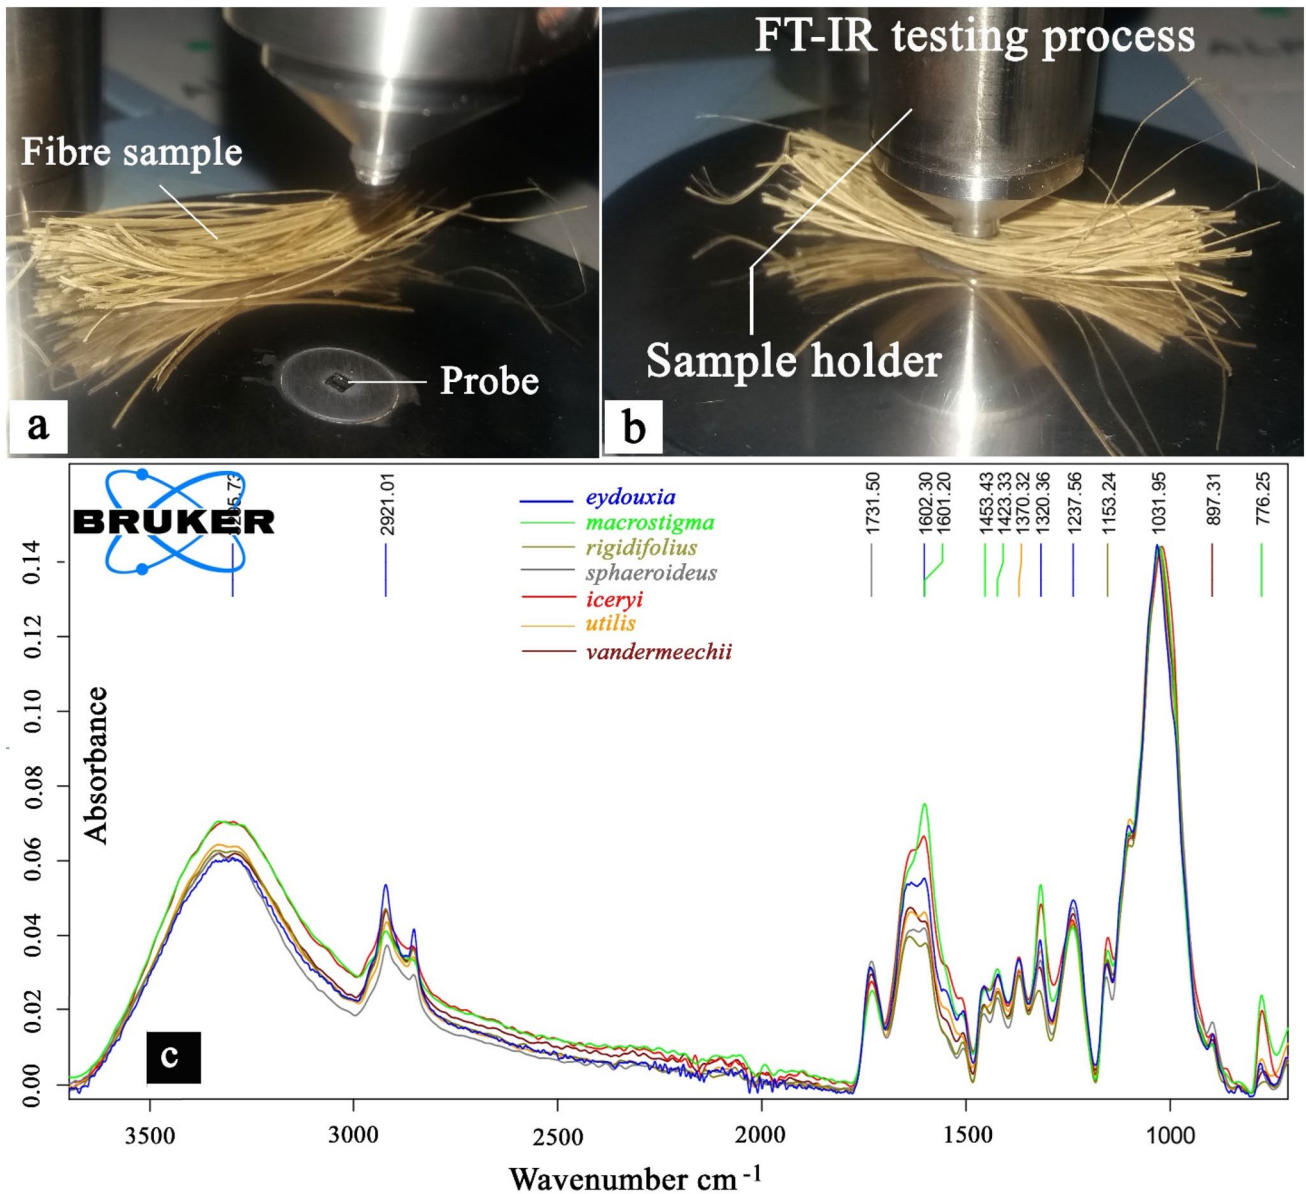 FT-IR testing process
Fibre sample
Probe
Sample holder
a
b
BRUKER
2921.01
1731.50
1602.30
1601.20
1453.43
1423.33
1370.32
1320.36
1237.56
1153.24
1031.95
897.31
776.25
eydouxia
macrostigma
rigidifolius
sphaeroideus
iceryi
utilis
vandermeechii
Absorbance
0.14
0.12
0.10
0.08
0.06
0.04
0.02
0.00
c
3500
3000
2500
2000
1500
1000
Wavenumber cm-1